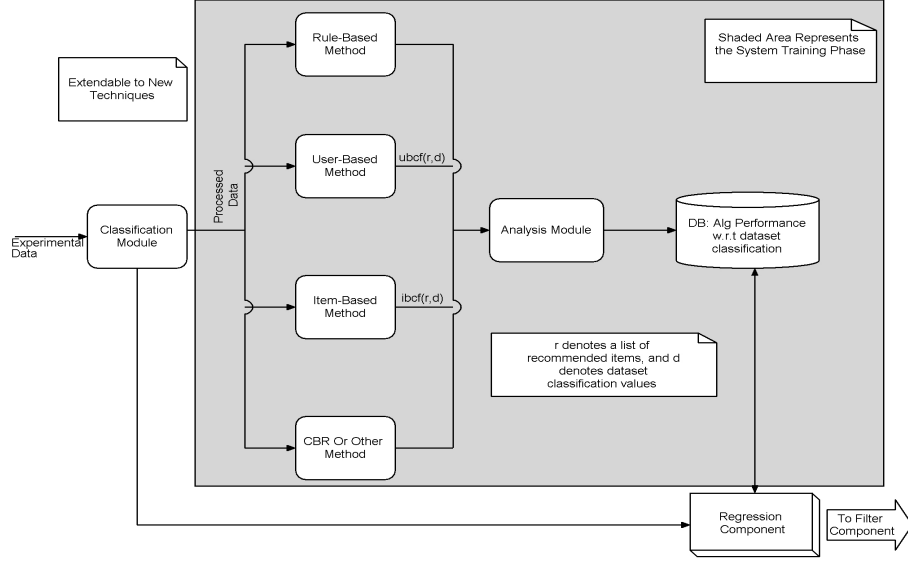 Rule-Based
Method
Shaded Area Represents
the System Training Phase
Extendable to New
Techniques
User-Based
Method
ubcf(r,d)
Processed
Data
Experimental
Data
Classification
Module
Analysis Module
DB: Alg Performance
w.r.t dataset
classification
Item-Based
Method
ibcf(r,d)
r denotes a list of
recommended items, and d
denotes dataset
classification values
CBR Or Other
Method
Regression
Component
To Filter
Component